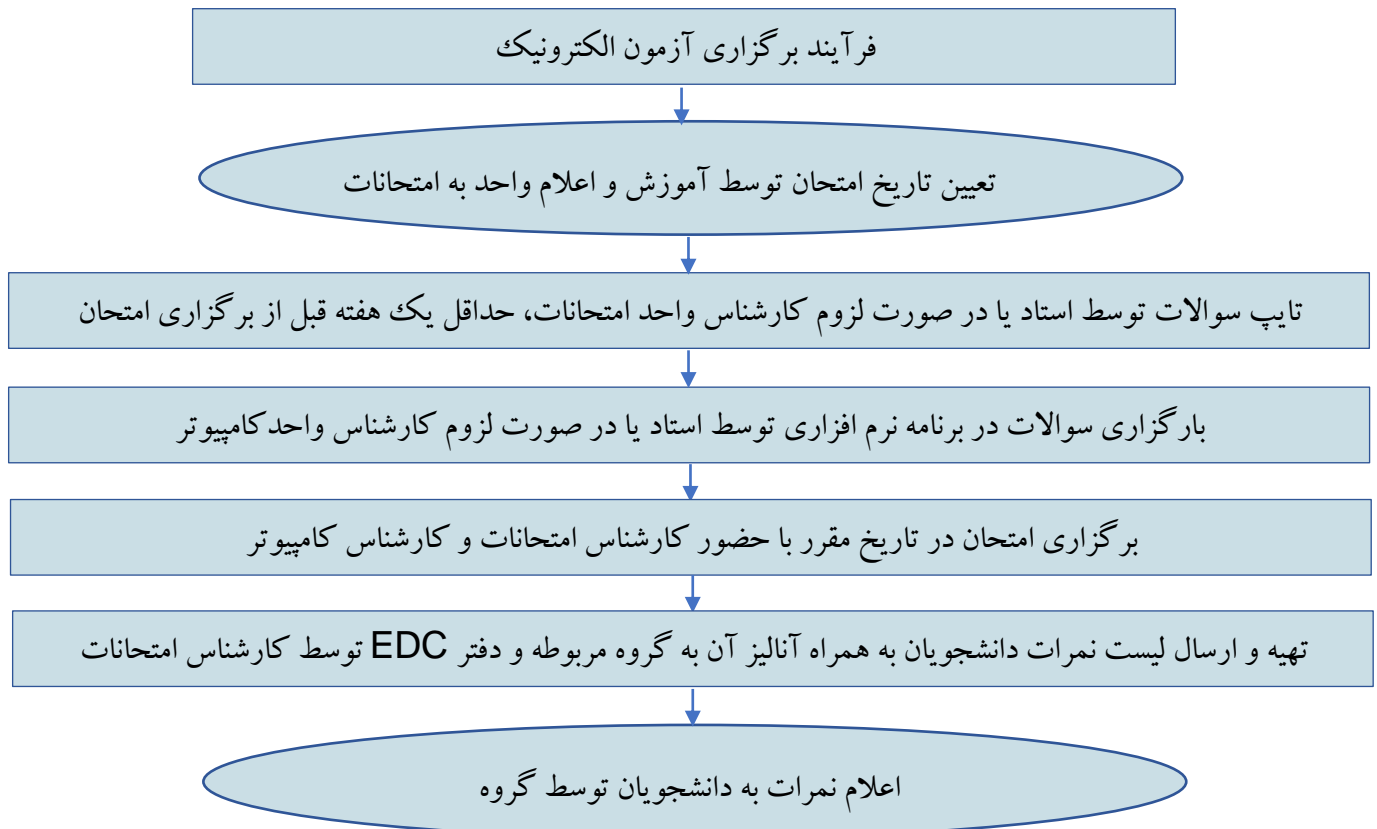 فرآیند برگزاری آزمون الکترونیک
تعیین تاریخ امتحان توسط آموزش و اعلام واحد به امتحانات
تایپ سوالات توسط استاد یا در صورت لزوم کارشناس واحد امتحانات، حداقل یک هفته قبل از برگزاری امتحان
بارگزاری سوالات در برنامه نرم افزاری توسط استاد یا در صورت لزوم کارشناس واحدکامپیوتر
برگزاری امتحان در تاریخ مقرر با حضور کارشناس امتحانات و کارشناس کامپیوتر
تهیه و ارسال لیست نمرات دانشجویان به همراه آنالیز آن به گروه مربوطه و دفتر EDC توسط کارشناس امتحانات
اعلام نمرات به دانشجویان توسط گروه